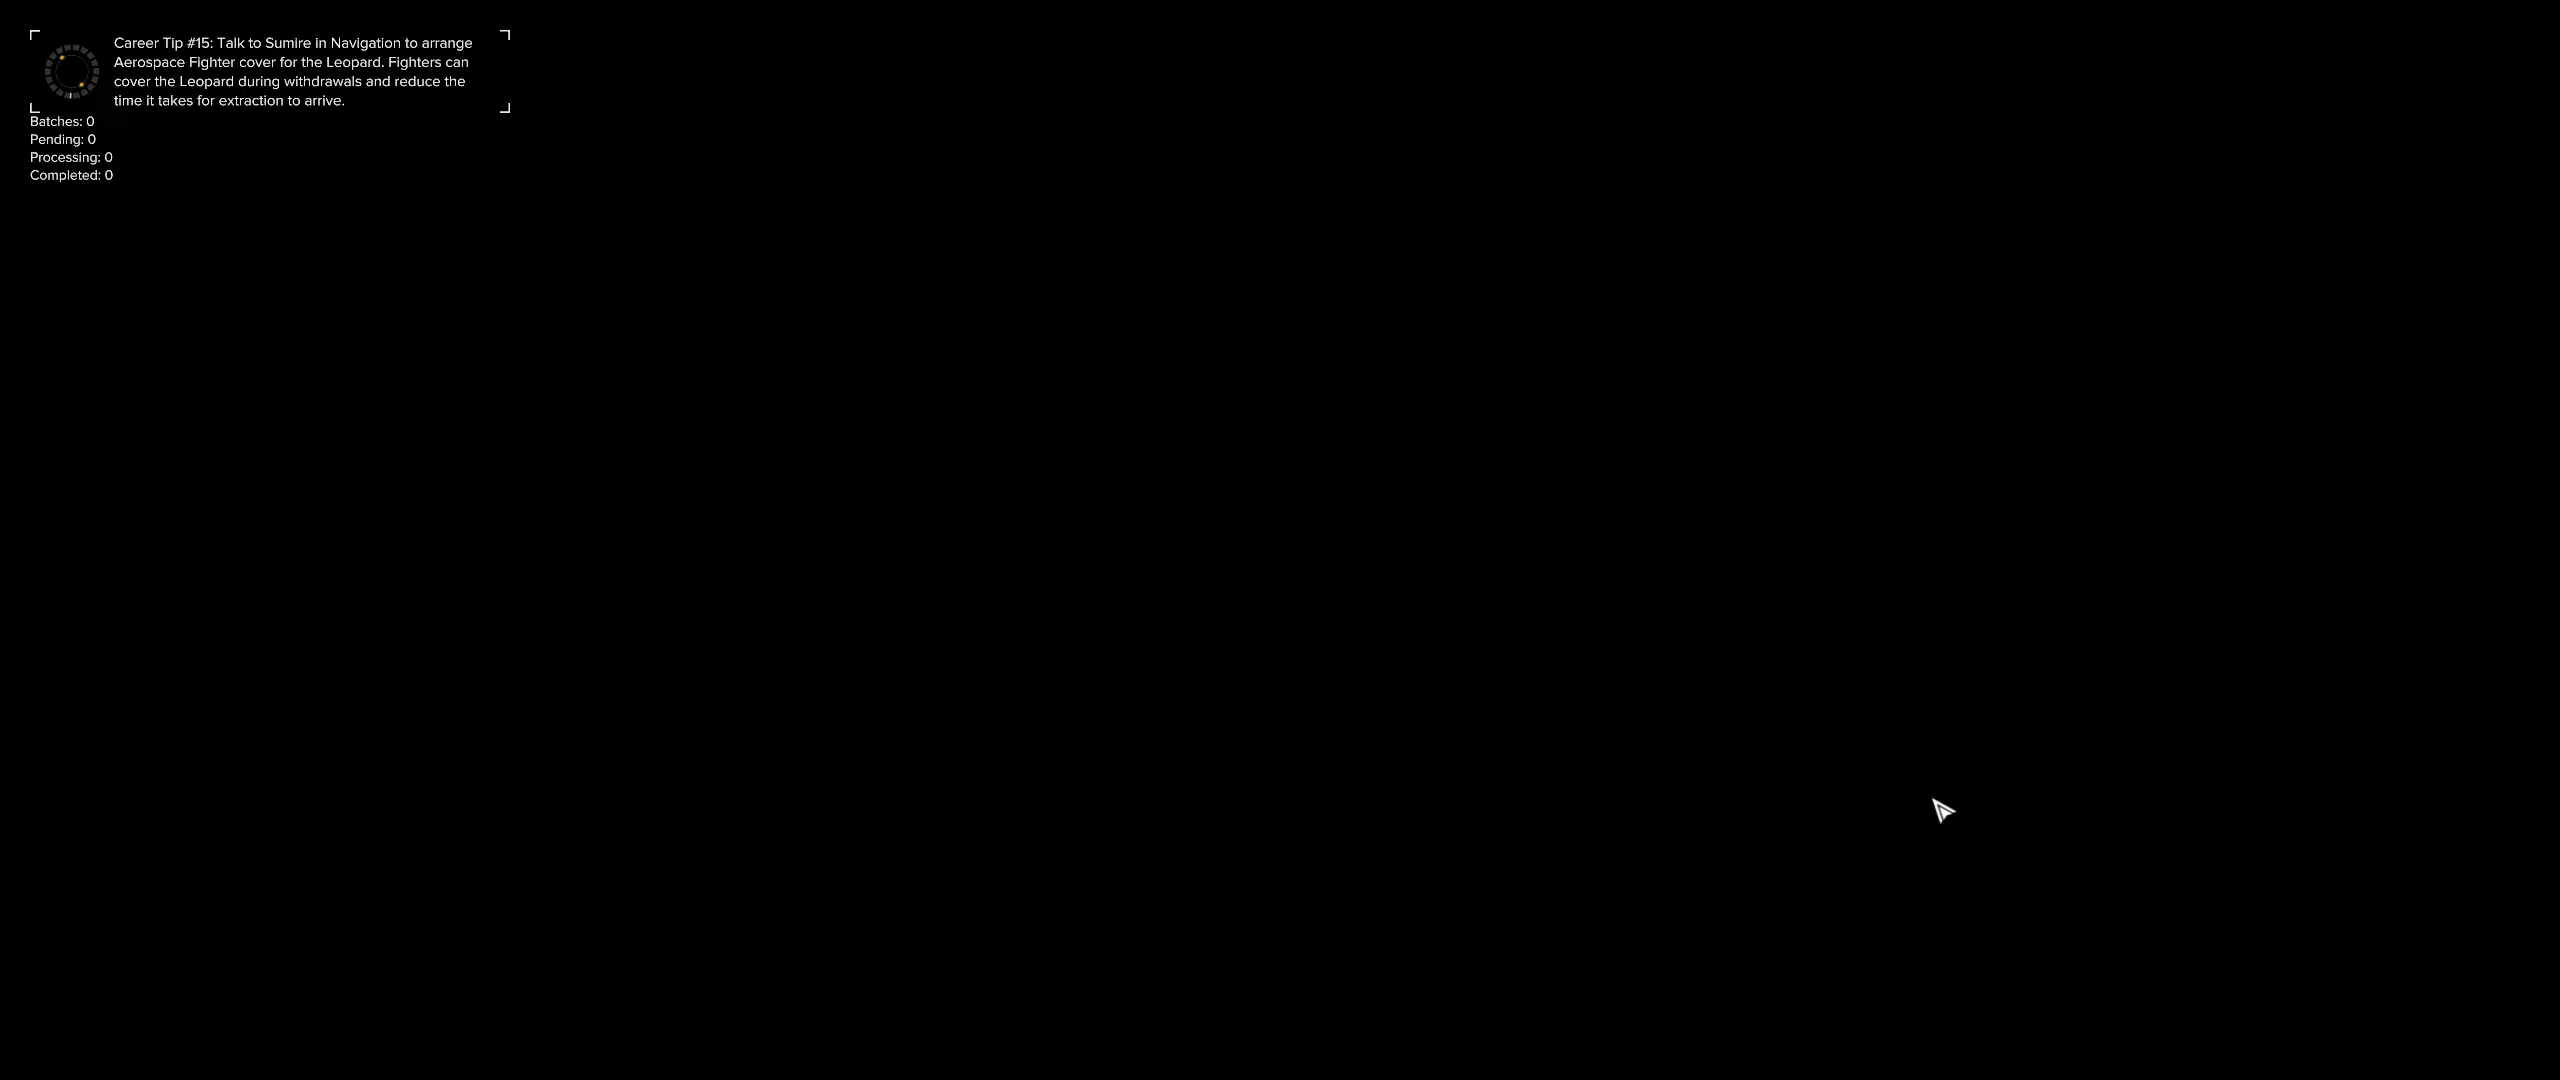 Career Tip #15: Talk to Sumire in Navigation to arrange
Aerospace Fighter cover for the Leopard. Fighters can
cover the Leopard during withdrawals and reduce the
time it takes for extraction to arrive.
Batches: 0
Pending: 0
Processing: 0
Completed: 0